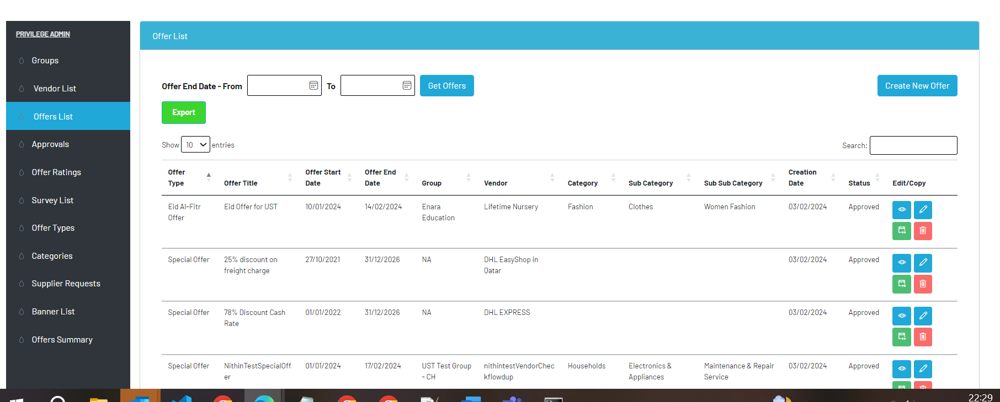 PRIVILEGE ADMIN
Groups
Vendor List
Offers List
Approvals
Offer Ratings
Survey List
Offer Types
Categories
Supplier Requests
Banner List
Offers Summary
Offer List
Offer End Date - From To Get Offers Create New Offer
Export
Show 10 entries Search:
Offer Type Offer Title Offer Start Date Offer End Date Group Vendor Category Sub Category Sub Sub Category Creation Date Status Edit/Copy
Eid Al-Fitr Eid Offer for UST 10/01/2024 14/02/2024 Enara Lifetime Nursery Fashion Clothes Women Fashion 03/02/2024 Approved
Offer Education
Special Offer 25% discount on 27/10/2021 31/12/2026 NA DHL EasyShop in 03/02/2024 Approved
freight charge Qatar
Special Offer 78% Discount Cash 01/01/2022 31/12/2026 NA DHL EXPRESS 03/02/2024 Approved
Rate
Special Offer NithinTestSpecialOff 01/01/2024 17/02/2024 UST Test Group nithintestVendorChec Households Electronics & Maintenance & Repair 03/02/2024 Approved
er - CH kflowdup Appliances Service
22:29